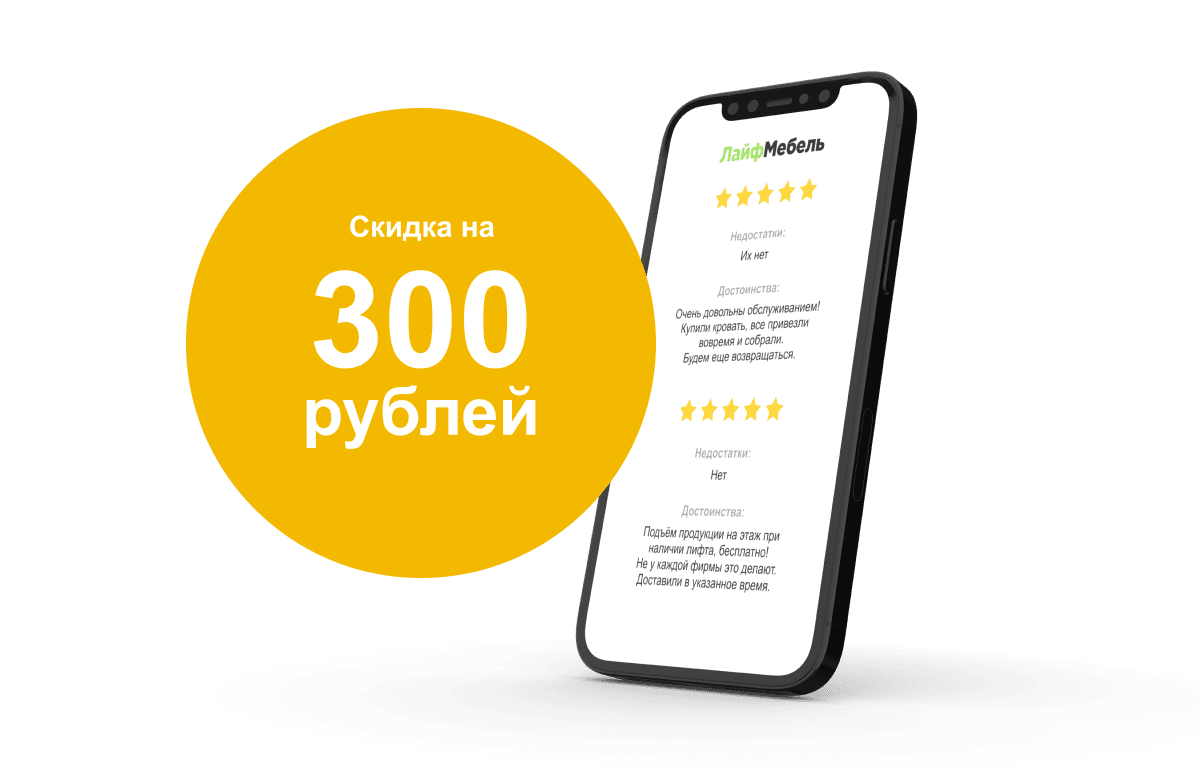 Скидка на
300
рублей
ЛайфМебель
Недостатки:
Их нет
Достоинства:
Очень довольны обслуживанием!
Купили кровать, все привезли
вовремя и собрали.
Будем еще возвращаться.
Недостатки:
Нет
Достоинства:
Подъём продукции на этаж при
наличии лифта, бесплатно!
Не у каждой фирмы это делают.
Доставили в указанное время.